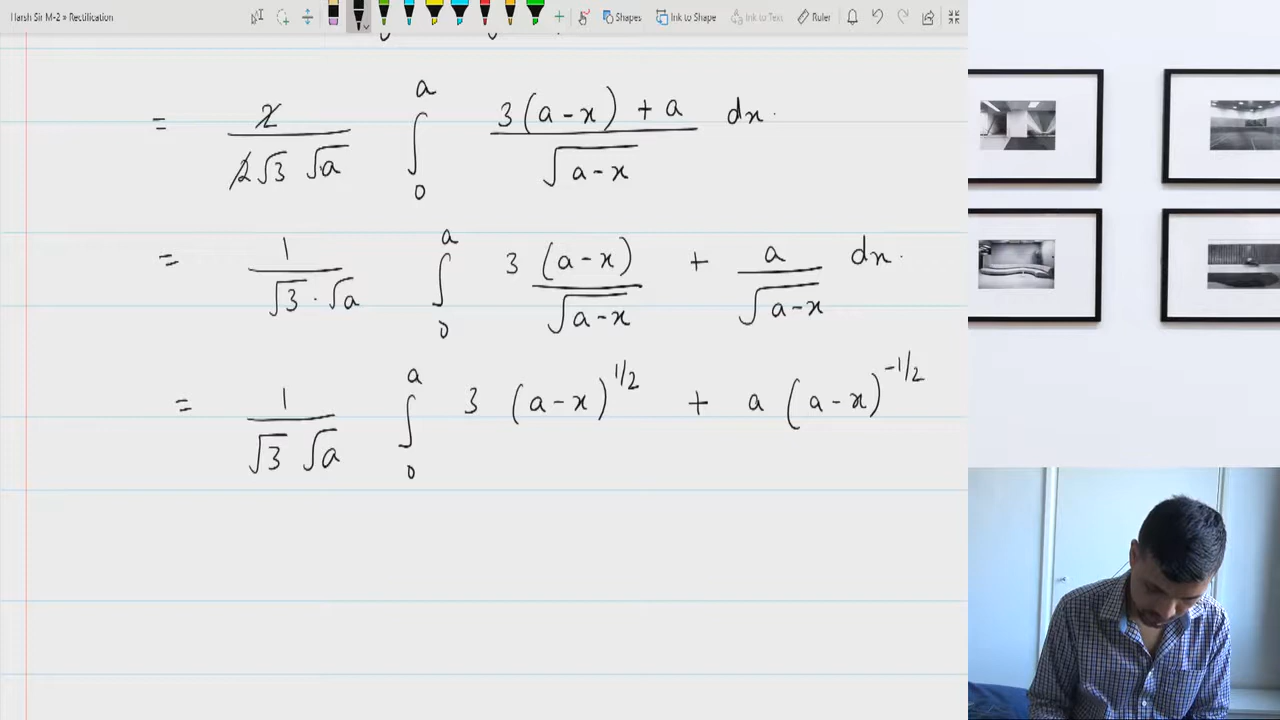 Harsh Sir M-2 » Rectification
Shapes
Ink to Shape
Ink to Text
Ruler
= 2/(2√3 √a) ∫₀ᵃ (3(a-x) + a)/√(a-x) dx.
= 1/(√3 · √a) ∫₀ᵃ 3 (a-x)/√(a-x) + a/√(a-x) dx.
= 1/(√3 √a) ∫₀ᵃ 3 (a-x)^1/2 + a (a-x)^-1/2